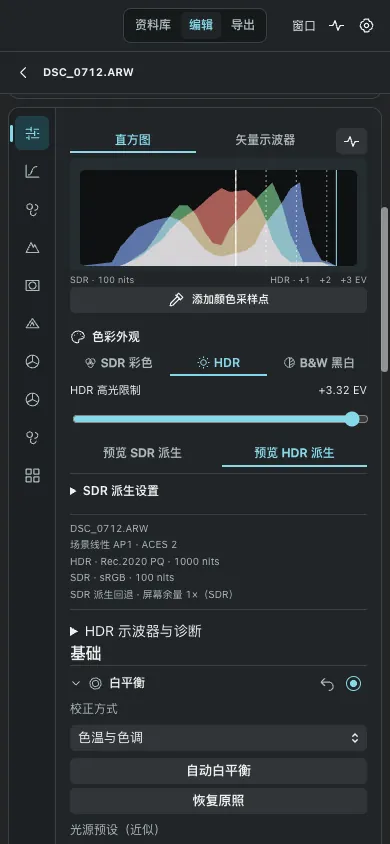 资料库 编辑 导出 窗口
DSC_0712.ARW
直方图 矢量示波器
SDR · 100 nits HDR · +1 +2 +3 EV
添加颜色采样点
色彩外观
SDR 彩色 HDR B&W 黑白
HDR 高光限制 +3.32 EV
预览 SDR 派生 预览 HDR 派生
SDR 派生设置
DSC_0712.ARW
场景线性 AP1 · ACES 2
HDR · Rec.2020 PQ · 1000 nits
SDR · sRGB · 100 nits
SDR 派生回退 · 屏幕余量 1×（SDR）
HDR 示波器与诊断
基础
白平衡
校正方式
色温与色调
自动白平衡
恢复原照
光源预设（近似）